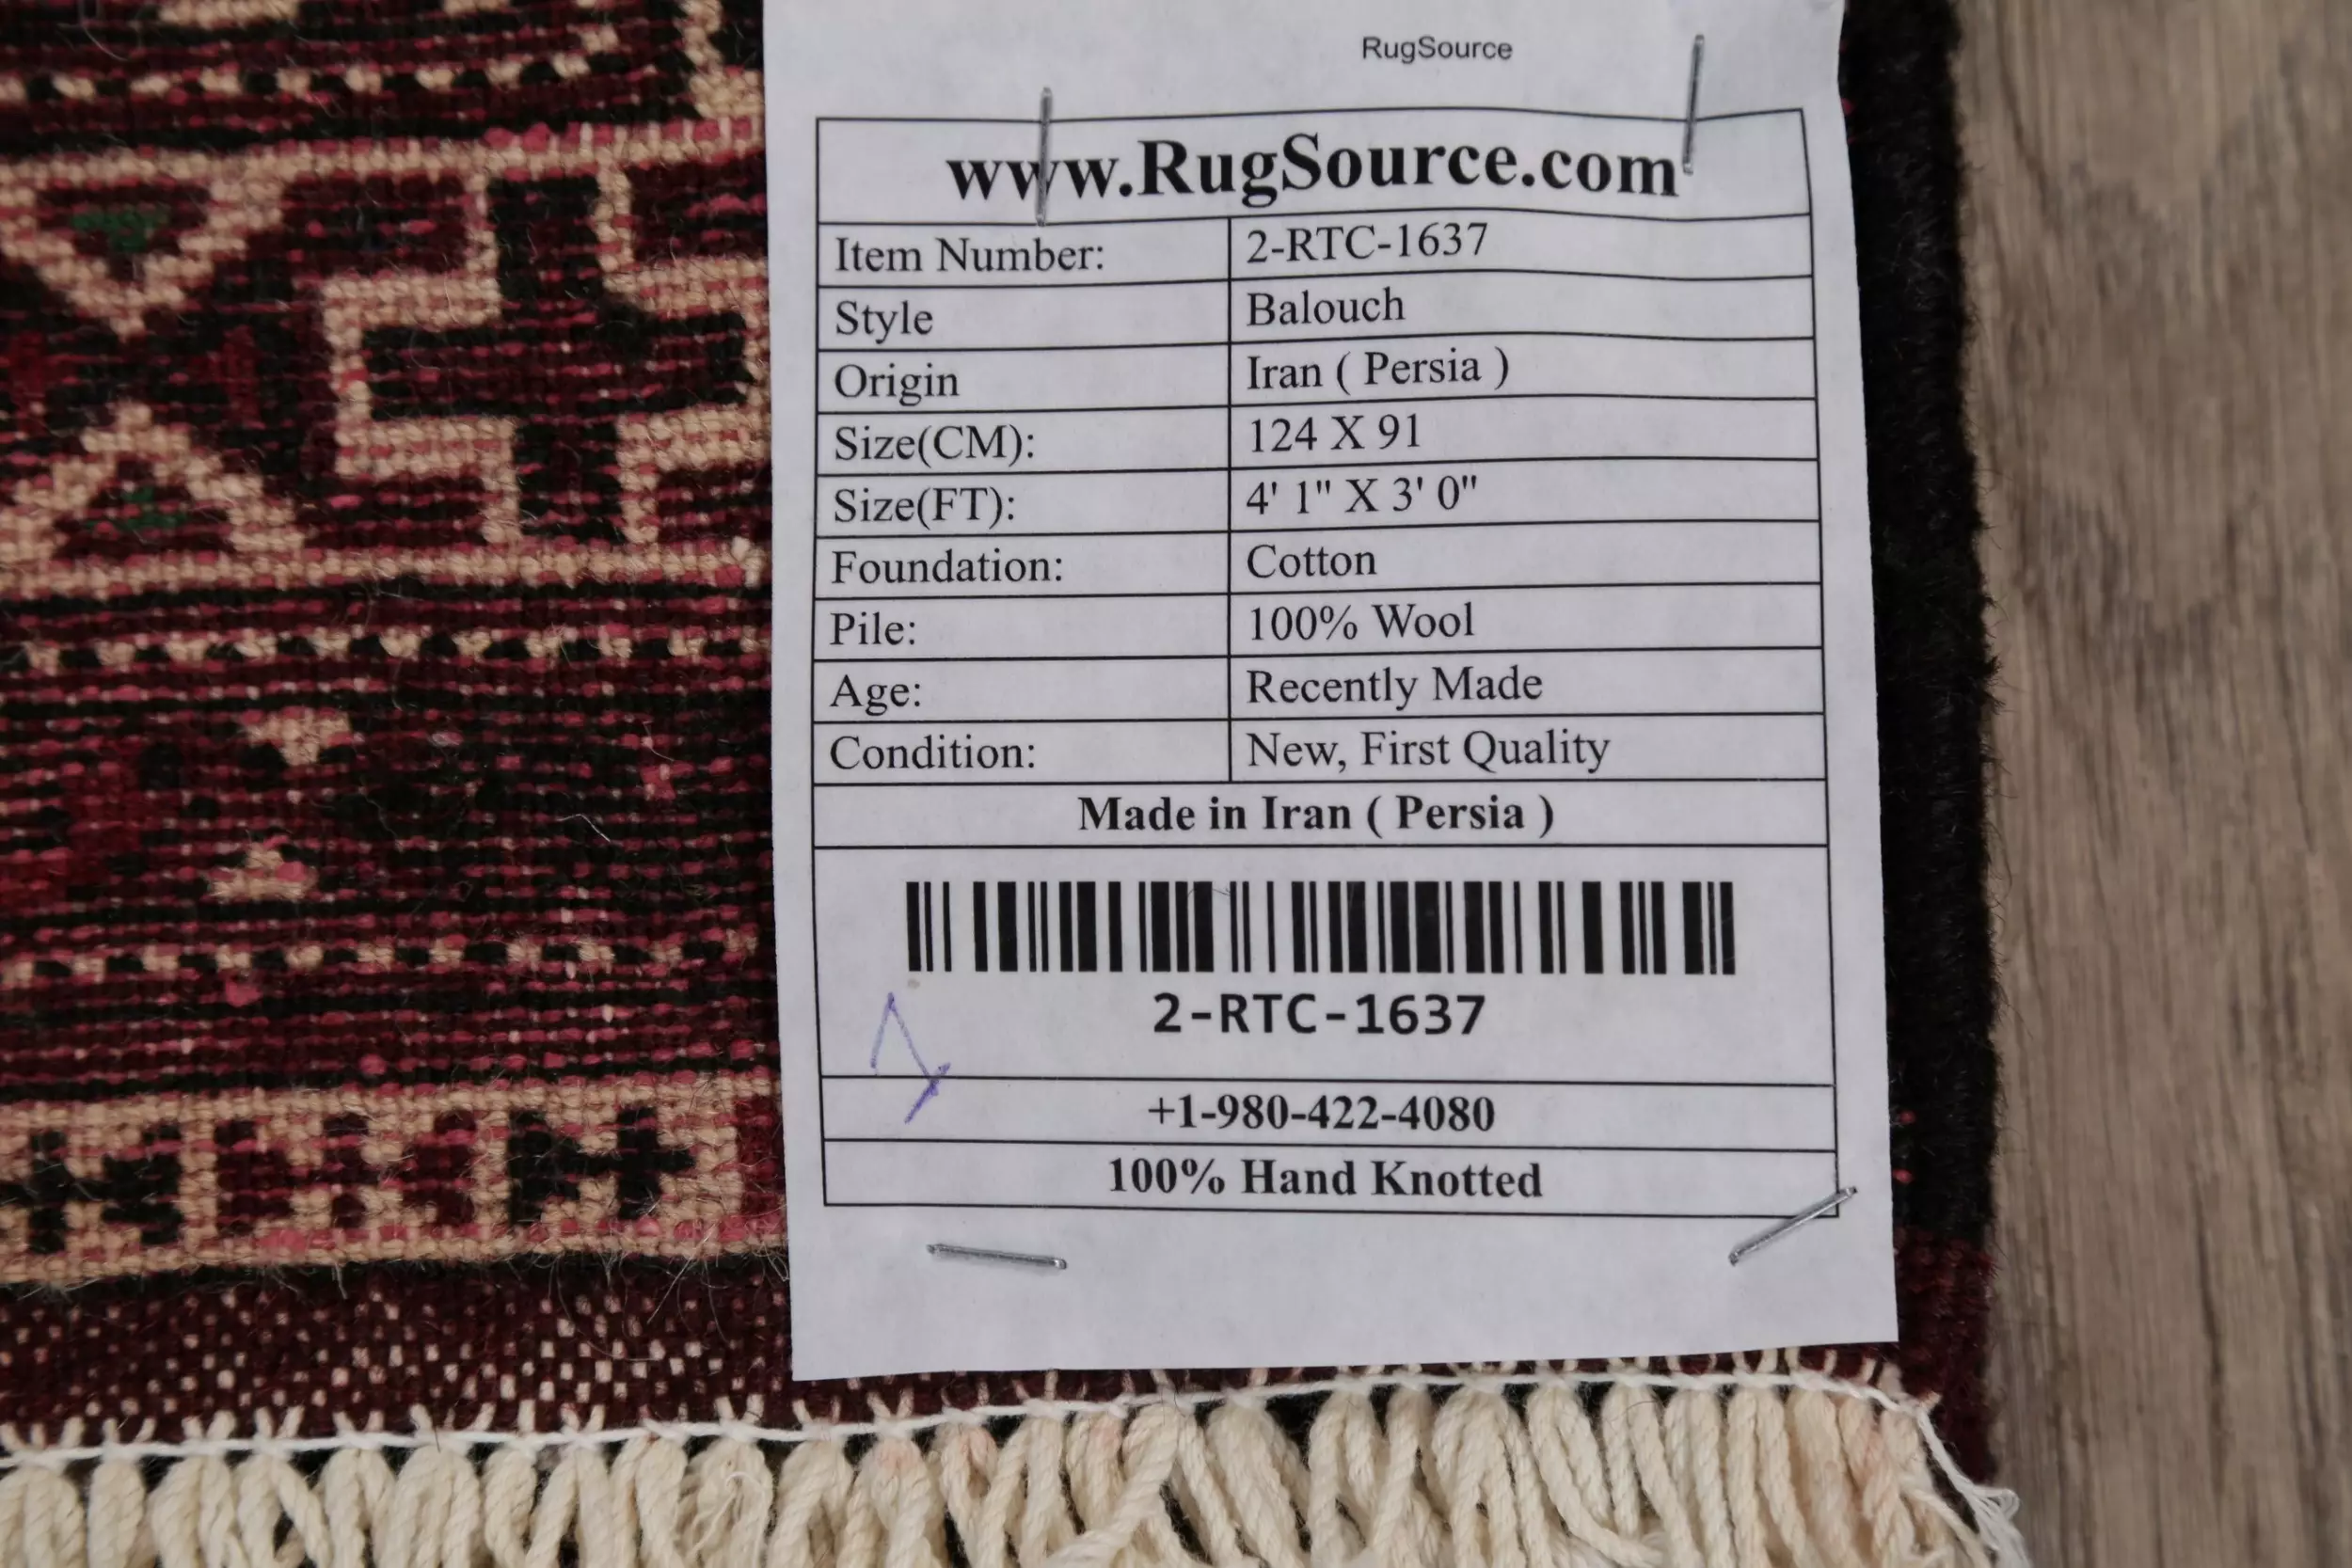 RugSource
www.RugSource.com
Item Number: 2-RTC-1637
Style Balouch
Origin Iran ( Persia )
Size(CM): 124 X 91
Size(FT): 4' 1" X 3' 0"
Foundation: Cotton
Pile: 100% Wool
Age: Recently Made
Condition: New, First Quality
Made in Iran ( Persia )
2-RTC-1637
+1-980-422-4080
100% Hand Knotted